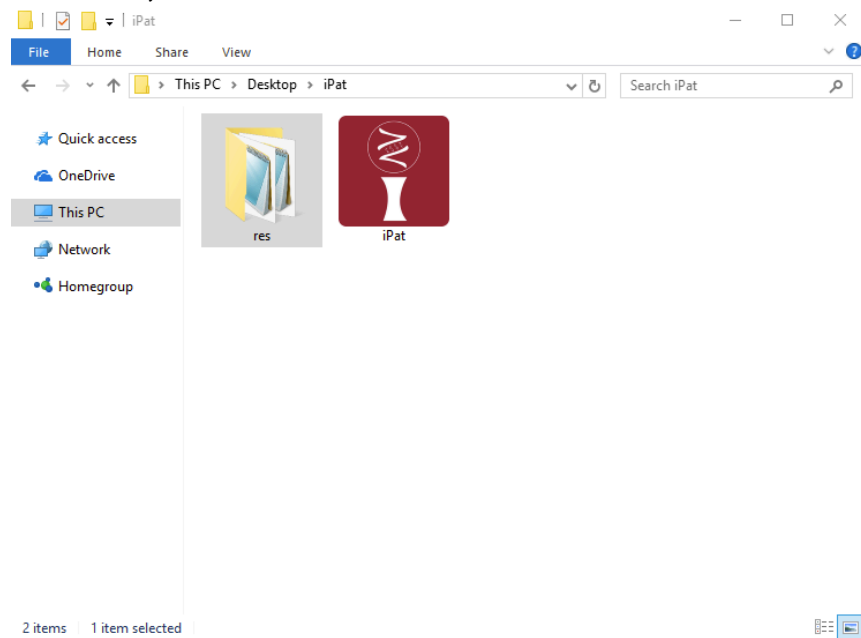 iPat
File Home Share View
This PC > Desktop > iPat
Search iPat
Quick access
OneDrive
This PC
Network
Homegroup
res
iPat
2 items 1 item selected